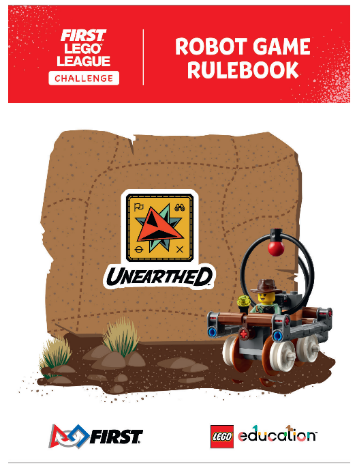 FIRST
LEGO
LEAGUE
CHALLENGE
ROBOT GAME
RULEBOOK
UNEARTHED
FIRST
LEGO education